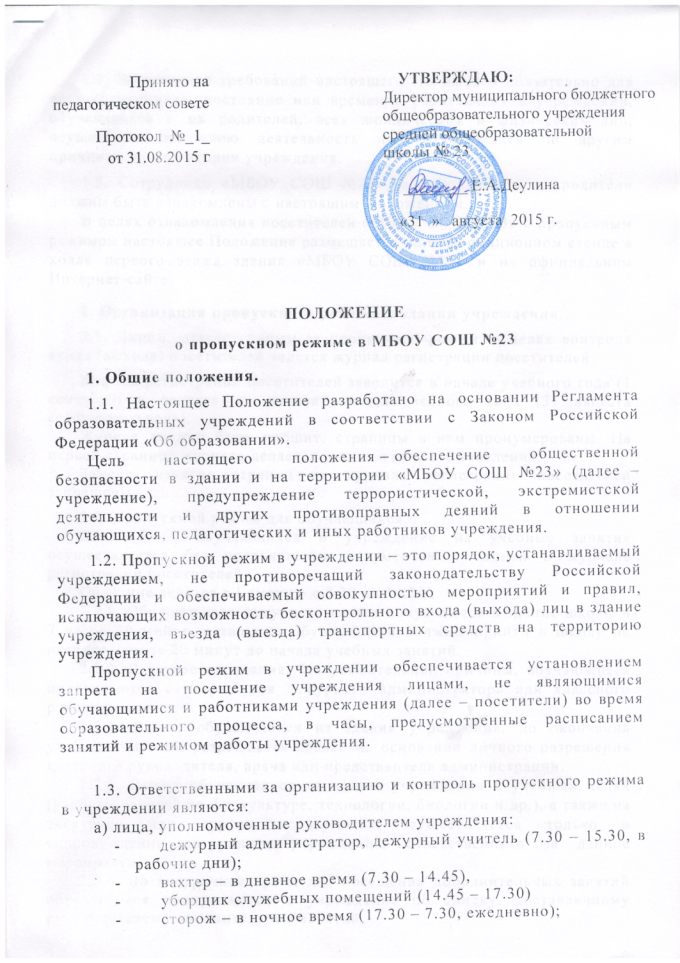 Принято на
педагогическом совете
Протокол №_1_
от 31.08.2015 г
УТВЕРЖДАЮ:
Директор муниципального бюджетного
общеобразовательного учреждения
средней общеобразовательной
школы № 23
Е.А.Деулина
«31 » августа 2015 г.
ПОЛОЖЕНИЕ
о пропускном режиме в МБОУ СОШ №23
1. Общие положения.
1.1. Настоящее Положение разработано на основании Регламента
образовательных учреждений в соответствии с Законом Российской
Федерации «Об образовании».
Цель настоящего положения – обеспечение общественной
безопасности в здании и на территории «МБОУ СОШ №23» (далее –
учреждение), предупреждение террористической, экстремистской
деятельности и других противоправных деяний в отношении
обучающихся, педагогических и иных работников учреждения.
1.2. Пропускной режим в учреждении – это порядок, устанавливаемый
учреждением, не противоречащий законодательству Российской
Федерации и обеспечиваемый совокупностью мероприятий и правил,
исключающих возможность бесконтрольного входа (выхода) лиц в здание
учреждения, въезда (выезда) транспортных средств на территорию
учреждения.
Пропускной режим в учреждении обеспечивается установлением
запрета на посещение учреждения лицами, не являющимися
обучающимися и работниками учреждения (далее – посетители) во время
образовательного процесса, в часы, предусмотренные расписанием
занятий и режимом работы учреждения.
1.3. Ответственными за организацию и контроль пропускного режима
в учреждении являются:
а) лица, уполномоченные руководителем учреждения:
- дежурный администратор, дежурный учитель (7.30 – 15.30, в
рабочие дни);
- вахтер – в дневное время (7.30 – 14.45),
- уборщик служебных помещений (14.45 – 17.30)
- сторож – в ночное время (17.30 – 7.30, ежедневно);